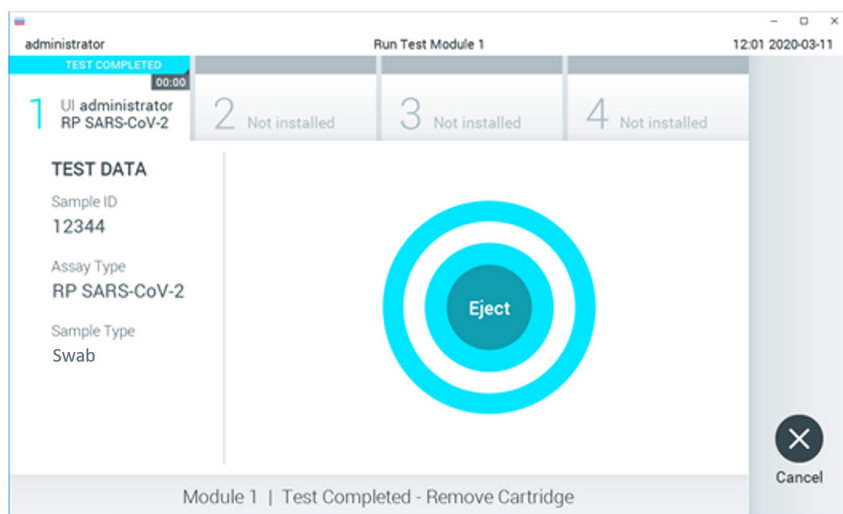 administrator Run Test Module 1 12:01 2020-03-11
TEST COMPLETED
00:00
1 UI administrator
RP SARS-CoV-2
2 Not installed
3 Not installed
4 Not installed
TEST DATA
Sample ID
12344
Assay Type
RP SARS-CoV-2
Sample Type
Swab
Eject
Cancel
Module 1 | Test Completed - Remove Cartridge